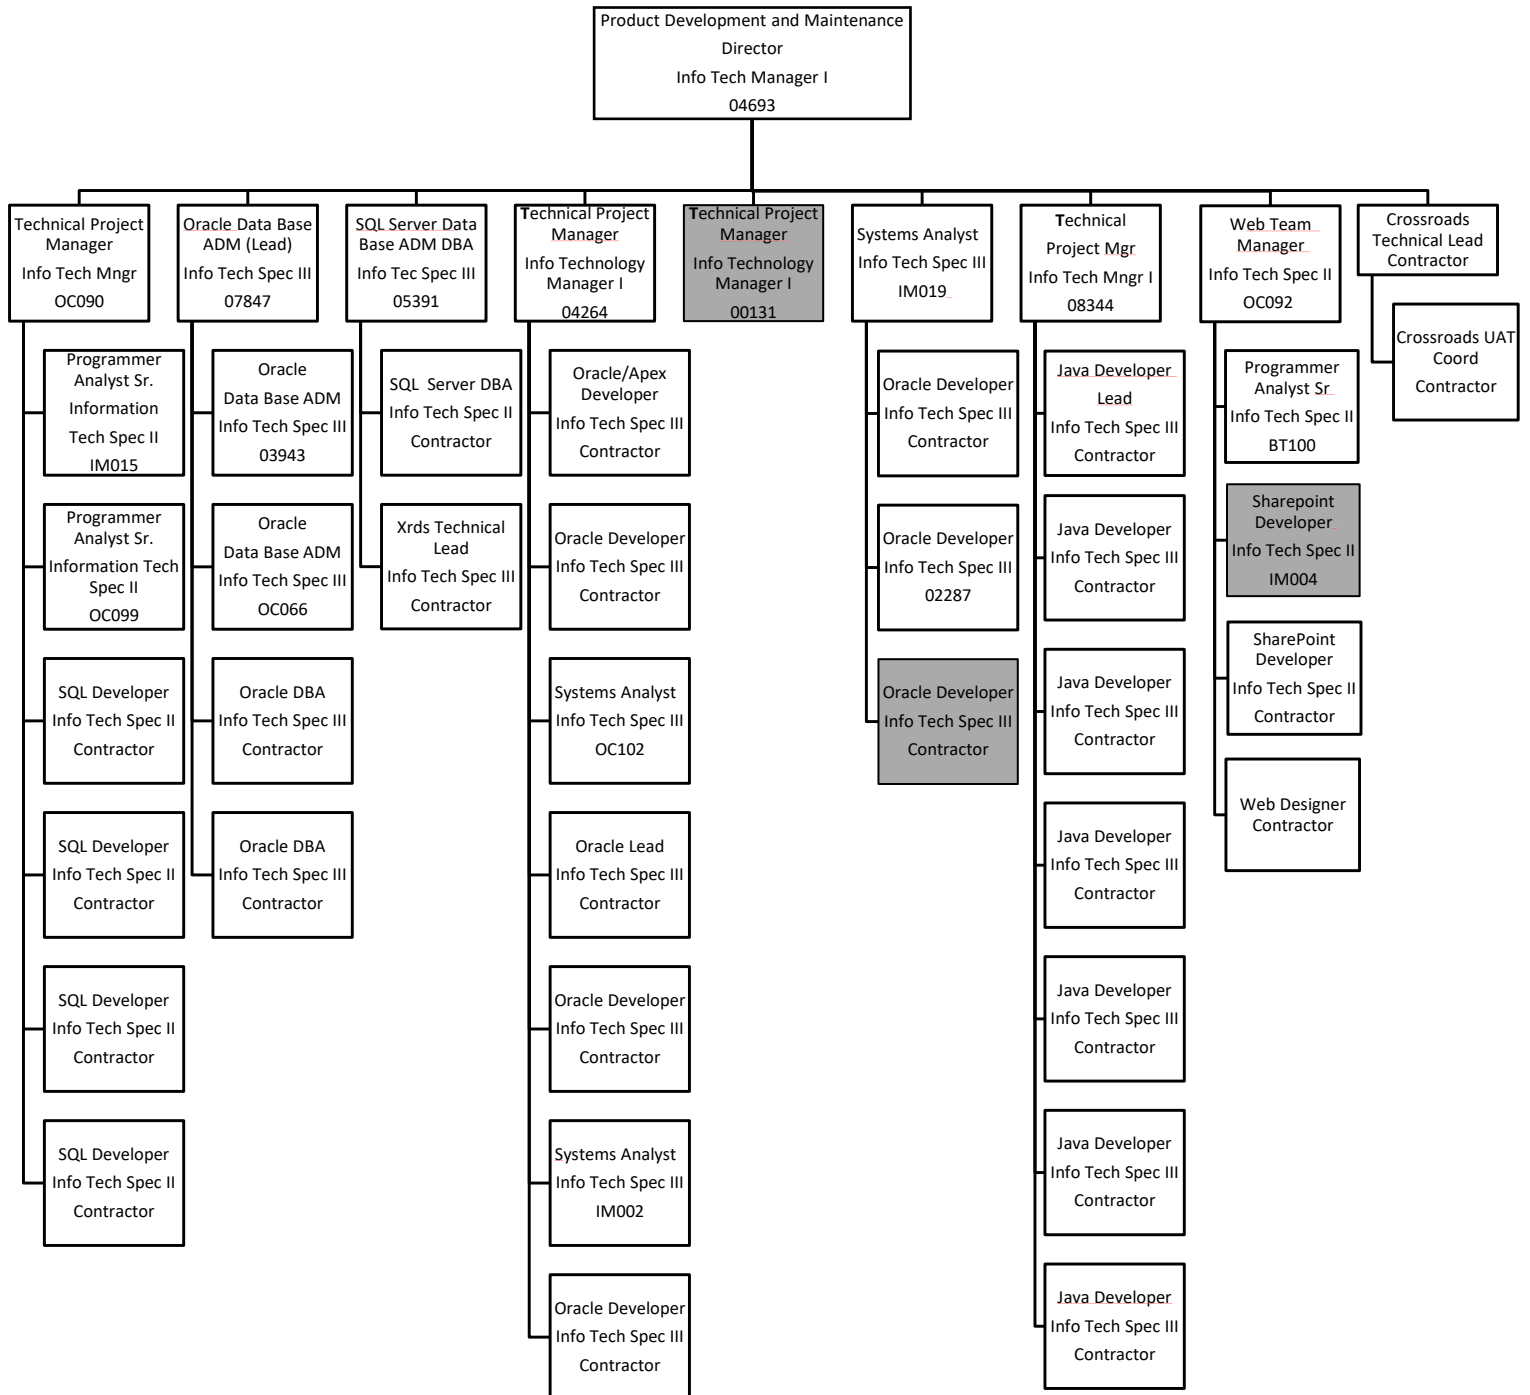 Product Development and Maintenance
Director
Info Tech Manager I
04693
Technical Project
Manager
Info Tech Mngr
OC090
Oracle Data Base
ADM (Lead)
Info Tech Spec III
07847
SQL Server Data
Base ADM DBA
Info Tec Spec III
05391
Technical Project
Manager
Info Technology
Manager I
04264
Technical Project
Manager
Info Technology
Manager I
00131
Systems Analyst
Info Tech Spec III
IM019
Technical
Project Mgr
Info Tech Mngr I
08344
Web Team
Manager
Info Tech Spec II
OC092
Crossroads
Technical Lead
Contractor
Programmer
Analyst Sr.
Information
Tech Spec II
IM015
Programmer
Analyst Sr.
Information Tech
Spec II
OC099
SQL Developer
Info Tech Spec II
Contractor
SQL Developer
Info Tech Spec II
Contractor
SQL Developer
Info Tech Spec II
Contractor
SQL Developer
Info Tech Spec II
Contractor
Oracle
Data Base ADM
Info Tech Spec III
03943
Oracle
Data Base ADM
Info Tech Spec III
OC066
Oracle DBA
Info Tech Spec III
Contractor
Oracle DBA
Info Tech Spec III
Contractor
SQL Server DBA
Info Tech Spec II
Contractor
Xrds Technical
Lead
Info Tech Spec III
Contractor
Oracle/Apex
Developer
Info Tech Spec III
Contractor
Oracle Developer
Info Tech Spec III
Contractor
Systems Analyst
Info Tech Spec III
OC102
Oracle Lead
Info Tech Spec III
Contractor
Oracle Developer
Info Tech Spec III
Contractor
Systems Analyst
Info Tech Spec III
IM002
Oracle Developer
Info Tech Spec III
Contractor
Oracle Developer
Info Tech Spec III
Contractor
Oracle Developer
Info Tech Spec III
02287
Oracle Developer
Info Tech Spec III
Contractor
Java Developer
Lead
Info Tech Spec III
Contractor
Java Developer
Info Tech Spec III
Contractor
Java Developer
Info Tech Spec III
Contractor
Java Developer
Info Tech Spec III
Contractor
Java Developer
Info Tech Spec III
Contractor
Java Developer
Info Tech Spec III
Contractor
Java Developer
Info Tech Spec III
Contractor
Programmer
Analyst Sr
Info Tech Spec II
BT100
Sharepoint
Developer
Info Tech Spec II
IM004
SharePoint
Developer
Info Tech Spec II
Contractor
Web Designer
Contractor
Crossroads UAT
Coord
Contractor